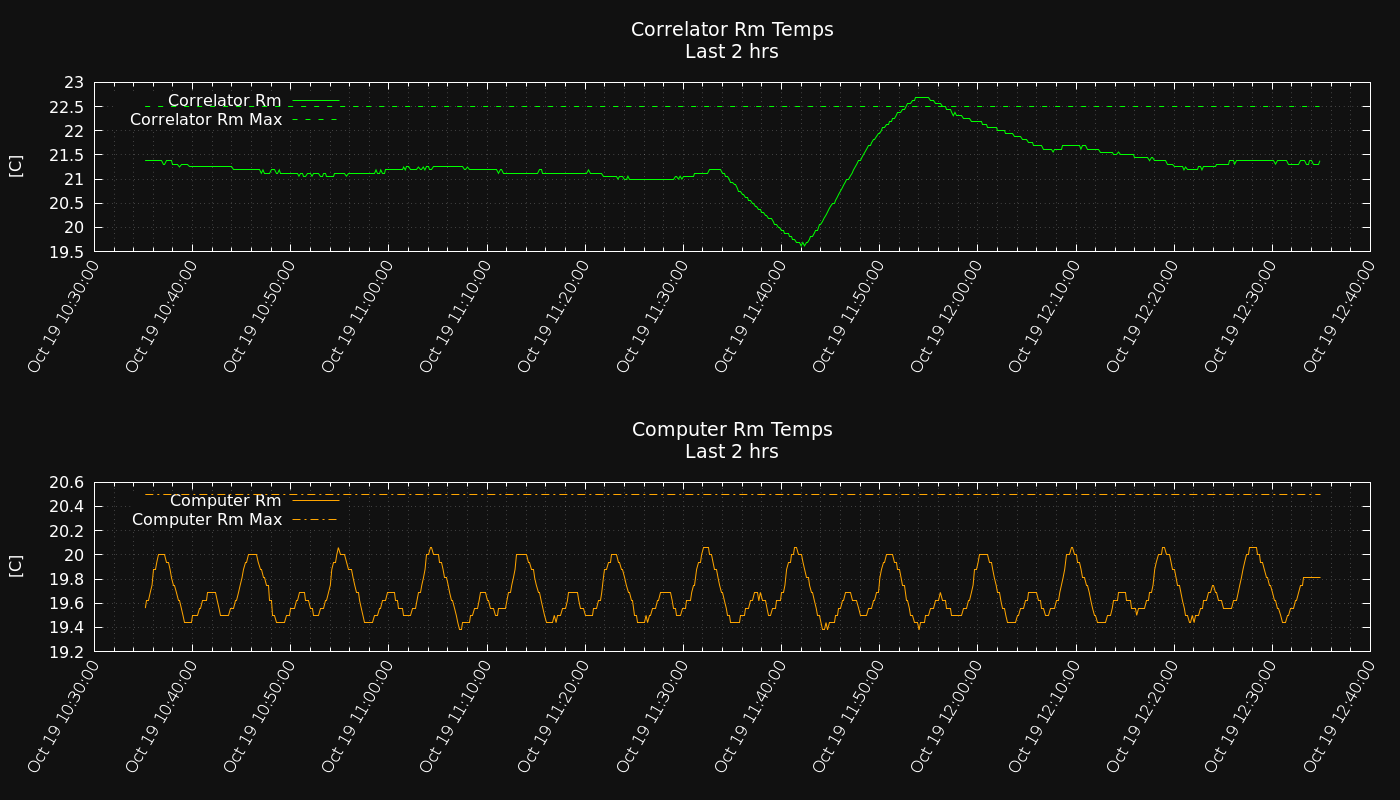 Correlator Rm Temps
Last 2 hrs
23
22.5
22
21.5
21
20.5
20
19.5
[C]
Correlator Rm
Correlator Rm Max
Oct 19 10:30:00
Oct 19 10:40:00
Oct 19 10:50:00
Oct 19 11:00:00
Oct 19 11:10:00
Oct 19 11:20:00
Oct 19 11:30:00
Oct 19 11:40:00
Oct 19 11:50:00
Oct 19 12:00:00
Oct 19 12:10:00
Oct 19 12:20:00
Oct 19 12:30:00
Oct 19 12:40:00
Computer Rm Temps
Last 2 hrs
20.6
20.4
20.2
20
19.8
19.6
19.4
19.2
[C]
Computer Rm
Computer Rm Max
Oct 19 10:30:00
Oct 19 10:40:00
Oct 19 10:50:00
Oct 19 11:00:00
Oct 19 11:10:00
Oct 19 11:20:00
Oct 19 11:30:00
Oct 19 11:40:00
Oct 19 11:50:00
Oct 19 12:00:00
Oct 19 12:10:00
Oct 19 12:20:00
Oct 19 12:30:00
Oct 19 12:40:00